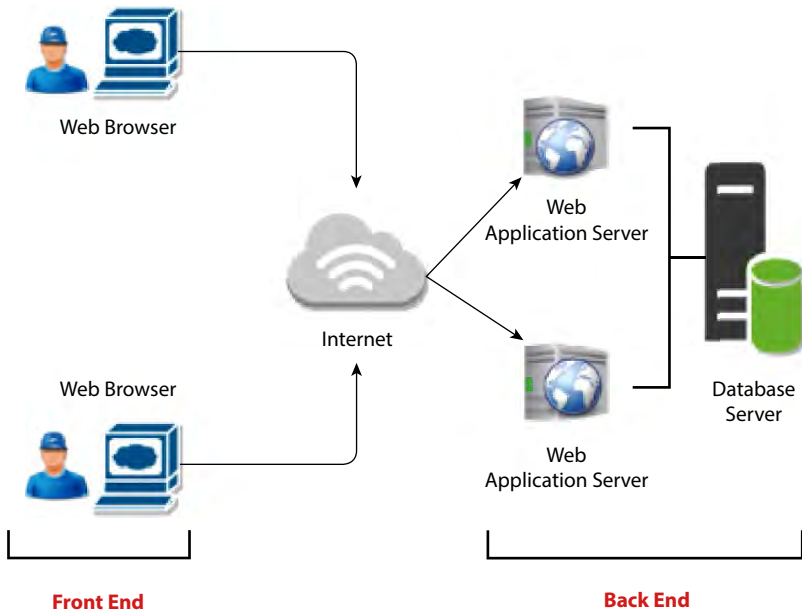 Web Browser
Web
Application Server
Internet
Web Browser
Database
Server
Web
Application Server
Front End
Back End